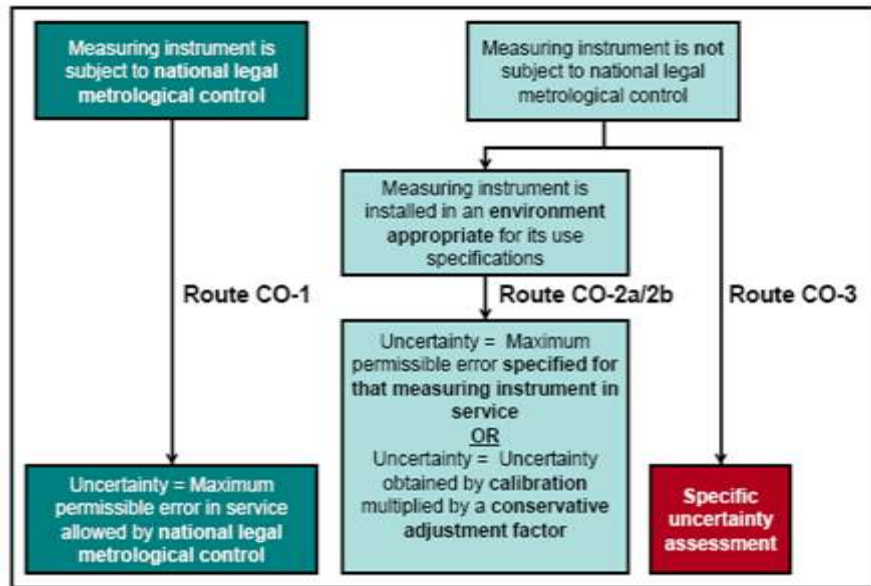 Measuring instrument is
subject to national legal
metrological control
Measuring instrument is not
subject to national legal
metrological control
Measuring instrument is
installed in an environment
appropriate for its use
specifications
Route CO-1
Route CO-2a/2b
Route CO-3
Uncertainty = Maximum
permissible error specified for
that measuring instrument in
service
OR
Uncertainty = Uncertainty
obtained by calibration
multiplied by a conservative
adjustment factor
Uncertainty = Maximum
permissible error in service
allowed by national legal
metrological control
Specific
uncertainty
assessment